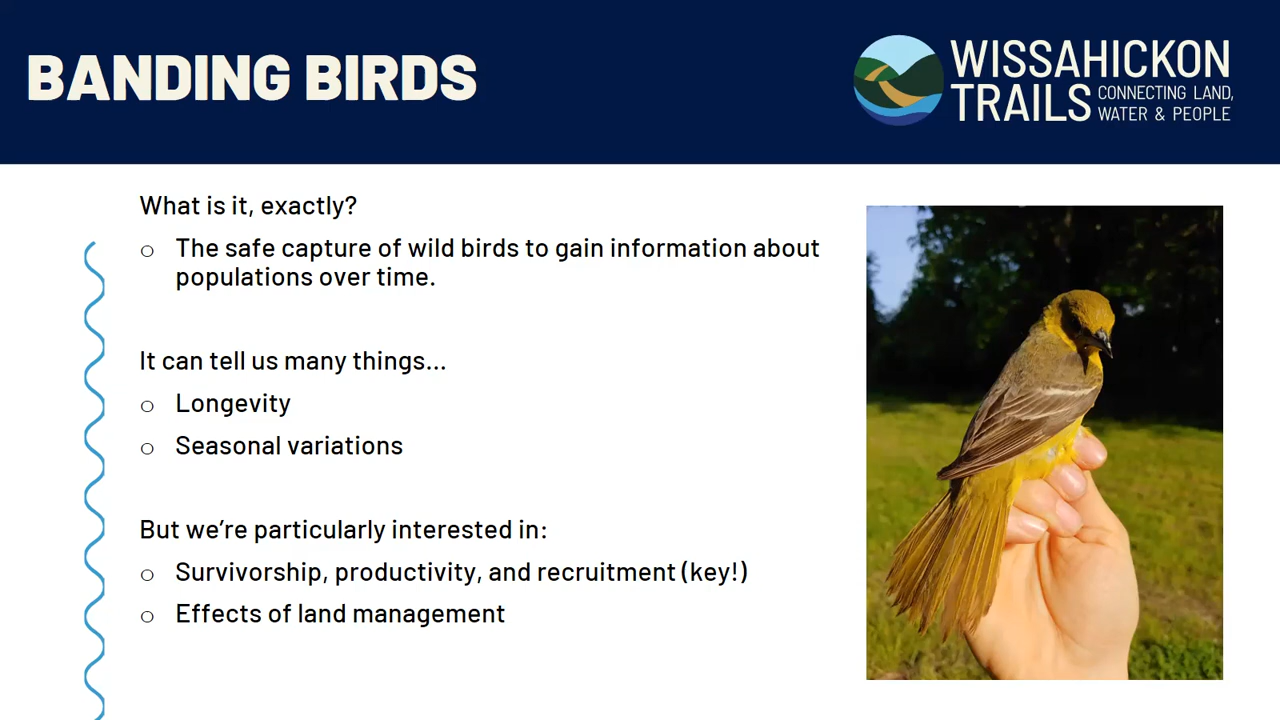 BANDING BIRDS
WISSAHICKON
TRAILS
CONNECTING LAND,
WATER & PEOPLE
What is it, exactly?
The safe capture of wild birds to gain information about
populations over time.
It can tell us many things...
Longevity
Seasonal variations
But we’re particularly interested in:
Survivorship, productivity, and recruitment (key!)
Effects of land management